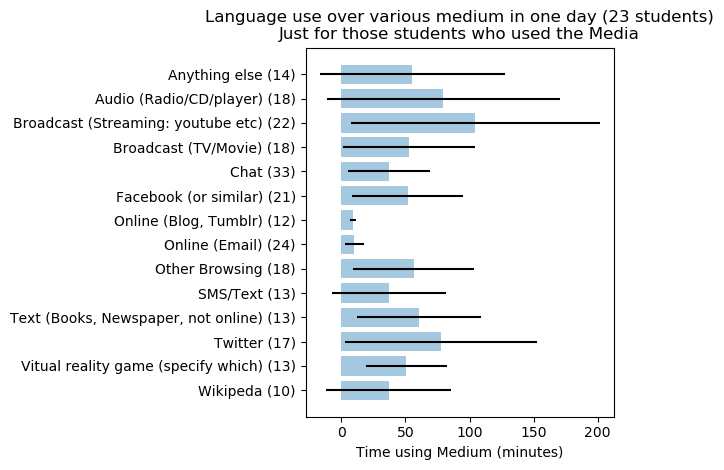 Language use over various medium in one day (23 students)
Just for those students who used the Media
Anything else (14)
Audio (Radio/CD/player) (18)
Broadcast (Streaming: youtube etc) (22)
Broadcast (TV/Movie) (18)
Chat (33)
Facebook (or similar) (21)
Online (Blog, Tumblr) (12)
Online (Email) (24)
Other Browsing (18)
SMS/Text (13)
Text (Books, Newspaper, not online) (13)
Twitter (17)
Vitual reality game (specify which) (13)
Wikipeda (10)
0 50 100 150 200
Time using Medium (minutes)